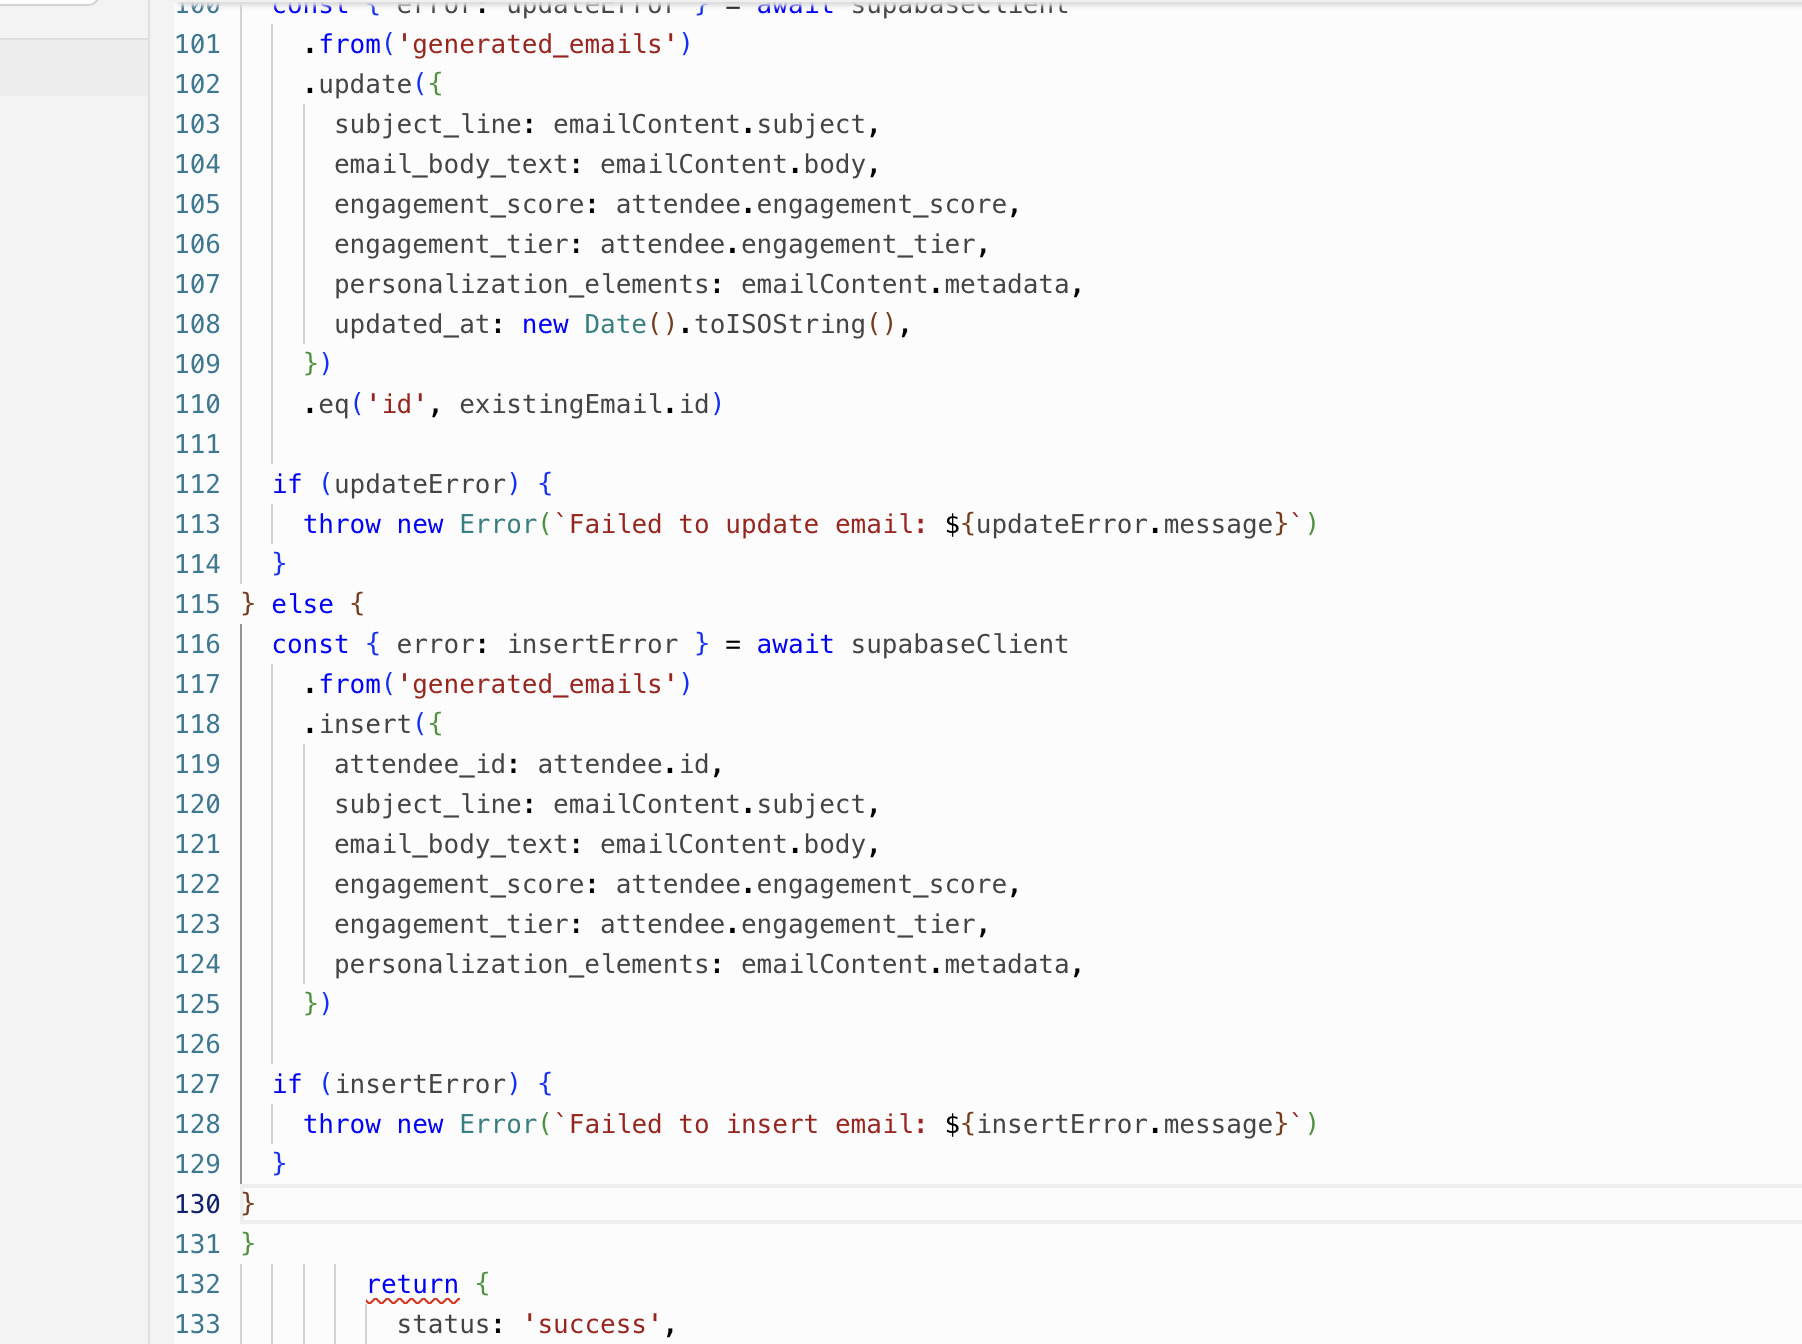 100 const { error: updateError } = await supabaseClient
101 .from('generated_emails')
102 .update({
103 subject_line: emailContent.subject,
104 email_body_text: emailContent.body,
105 engagement_score: attendee.engagement_score,
106 engagement_tier: attendee.engagement_tier,
107 personalization_elements: emailContent.metadata,
108 updated_at: new Date().toISOString(),
109 })
110 .eq('id', existingEmail.id)
111
112 if (updateError) {
113 throw new Error(`Failed to update email: ${updateError.message}`)
114 }
115 } else {
116 const { error: insertError } = await supabaseClient
117 .from('generated_emails')
118 .insert({
119 attendee_id: attendee.id,
120 subject_line: emailContent.subject,
121 email_body_text: emailContent.body,
122 engagement_score: attendee.engagement_score,
123 engagement_tier: attendee.engagement_tier,
124 personalization_elements: emailContent.metadata,
125 })
126
127 if (insertError) {
128 throw new Error(`Failed to insert email: ${insertError.message}`)
129 }
130 }
131 }
132 return {
133 status: 'success',